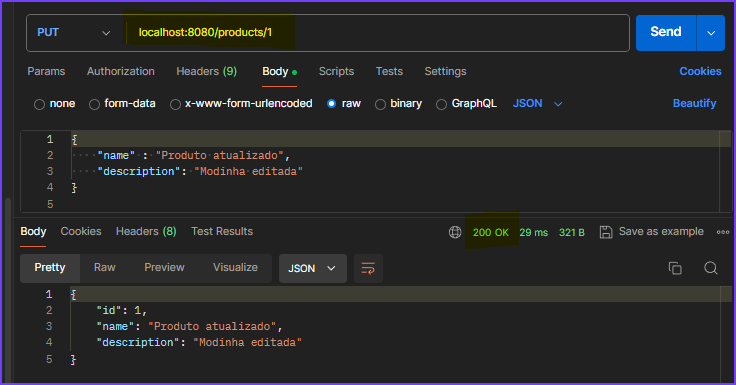 PUT localhost:8080/products/1 Send
Params Authorization Headers (9) Body Scripts Tests Settings Cookies
none form-data x-www-form-urlencoded raw binary GraphQL JSON Beautify
1 {
2 "name" : "Produto atualizado",
3 "description": "Modinha editada"
4 }
5
Body Cookies Headers (8) Test Results 200 OK 29 ms 321 B Save as example
Pretty Raw Preview Visualize JSON
1 {
2 "id": 1,
3 "name": "Produto atualizado",
4 "description": "Modinha editada"
5 }